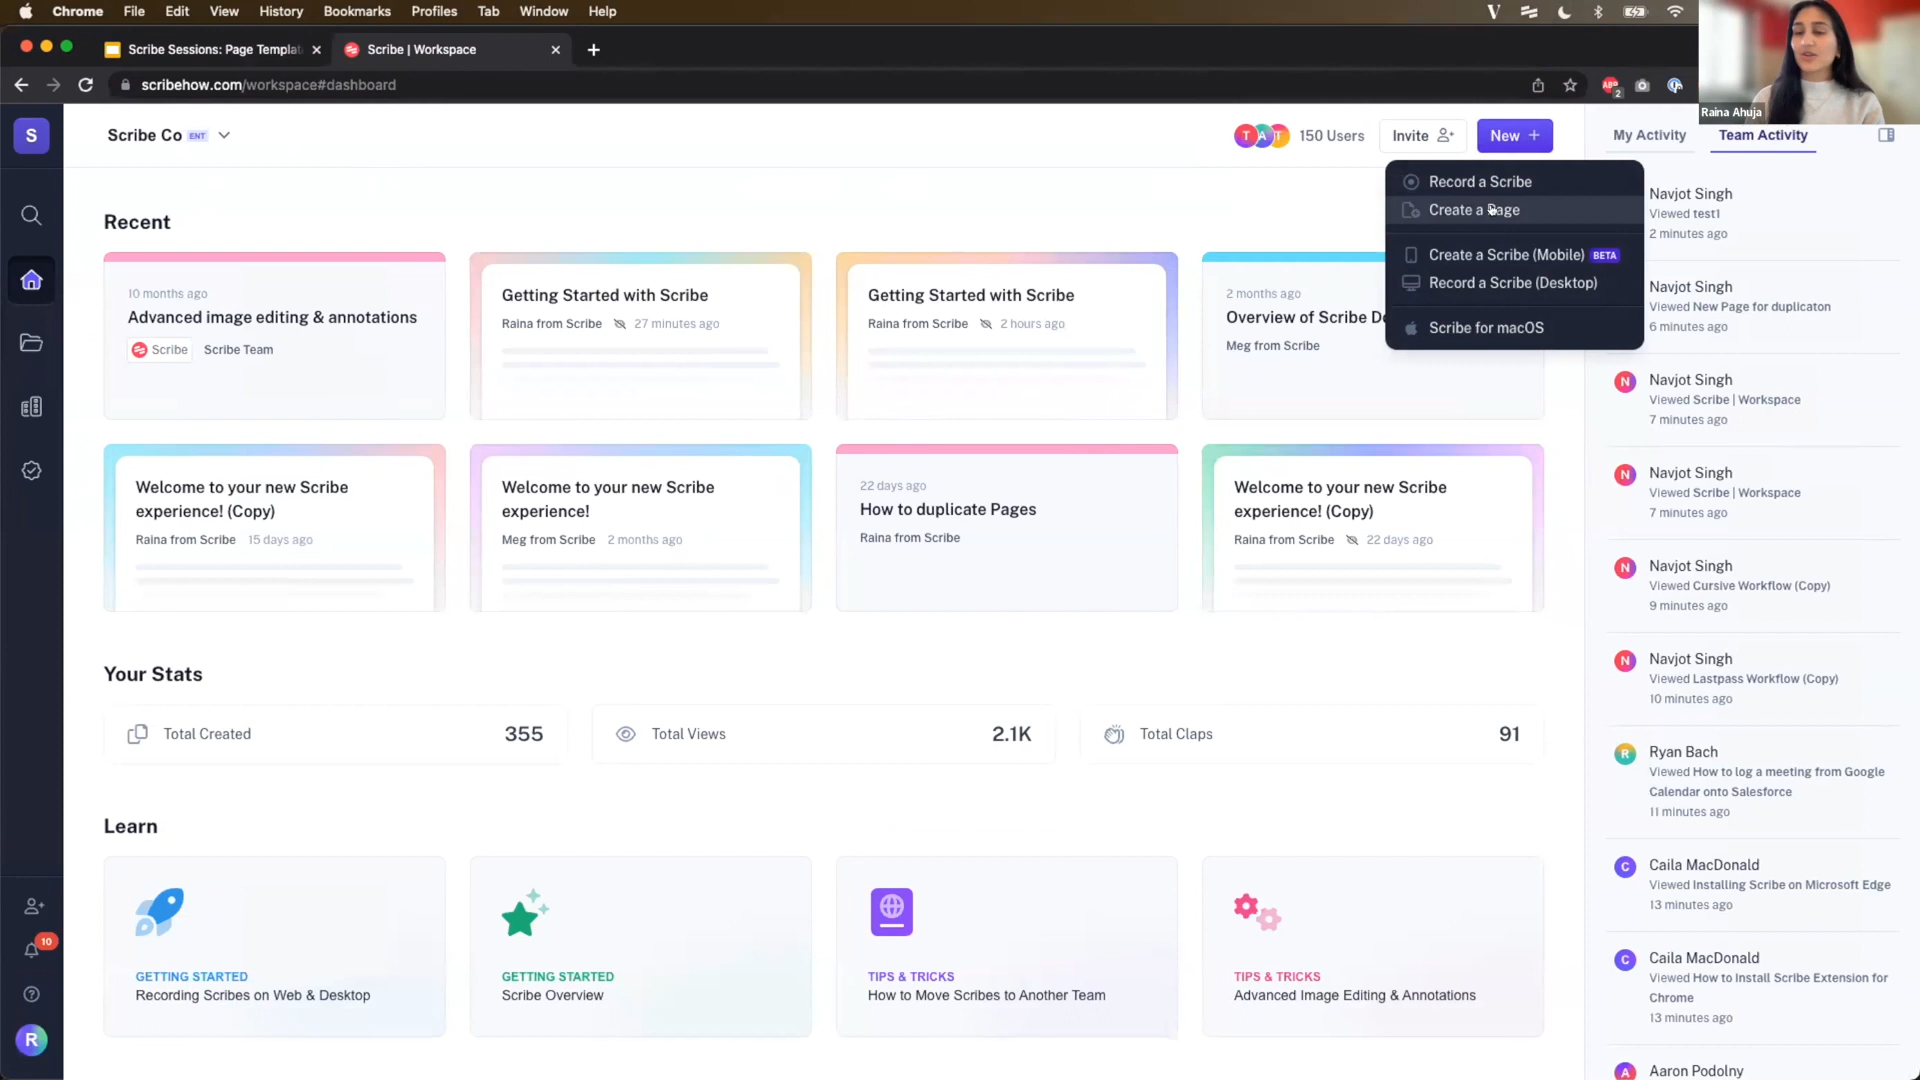 Chrome File Edit View History Bookmarks Profiles Tab Window Help
Scribe Sessions: Page Templat
Scribe | Workspace
scribehow.com/workspace#dashboard
ABP
2
Raina Ahuja
S
Scribe Co ENT
T A T 150 Users
Invite
New +
My Activity
Team Activity
Record a Scribe
Create a Page
Create a Scribe (Mobile) BETA
Record a Scribe (Desktop)
Scribe for macOS
Recent
10 months ago
Advanced image editing & annotations
Scribe Scribe Team
Getting Started with Scribe
Raina from Scribe 27 minutes ago
Getting Started with Scribe
Raina from Scribe 2 hours ago
2 months ago
Overview of Scribe De
Meg from Scribe
Welcome to your new Scribe
experience! (Copy)
Raina from Scribe 15 days ago
Welcome to your new Scribe
experience!
Meg from Scribe 2 months ago
22 days ago
How to duplicate Pages
Raina from Scribe
Welcome to your new Scribe
experience! (Copy)
Raina from Scribe 22 days ago
Your Stats
Total Created 355
Total Views 2.1K
Total Claps 91
Learn
GETTING STARTED
Recording Scribes on Web & Desktop
GETTING STARTED
Scribe Overview
TIPS & TRICKS
How to Move Scribes to Another Team
TIPS & TRICKS
Advanced Image Editing & Annotations
Navjot Singh
Viewed test1
2 minutes ago
Navjot Singh
Viewed New Page for duplicaton
6 minutes ago
N
Navjot Singh
Viewed Scribe | Workspace
7 minutes ago
N
Navjot Singh
Viewed Scribe | Workspace
7 minutes ago
N
Navjot Singh
Viewed Cursive Workflow (Copy)
9 minutes ago
N
Navjot Singh
Viewed Lastpass Workflow (Copy)
10 minutes ago
R
Ryan Bach
Viewed How to log a meeting from Google
Calendar onto Salesforce
11 minutes ago
C
Caila MacDonald
Viewed Installing Scribe on Microsoft Edge
13 minutes ago
C
Caila MacDonald
Viewed How to Install Scribe Extension for
Chrome
13 minutes ago
A
Aaron Podolny
10
R